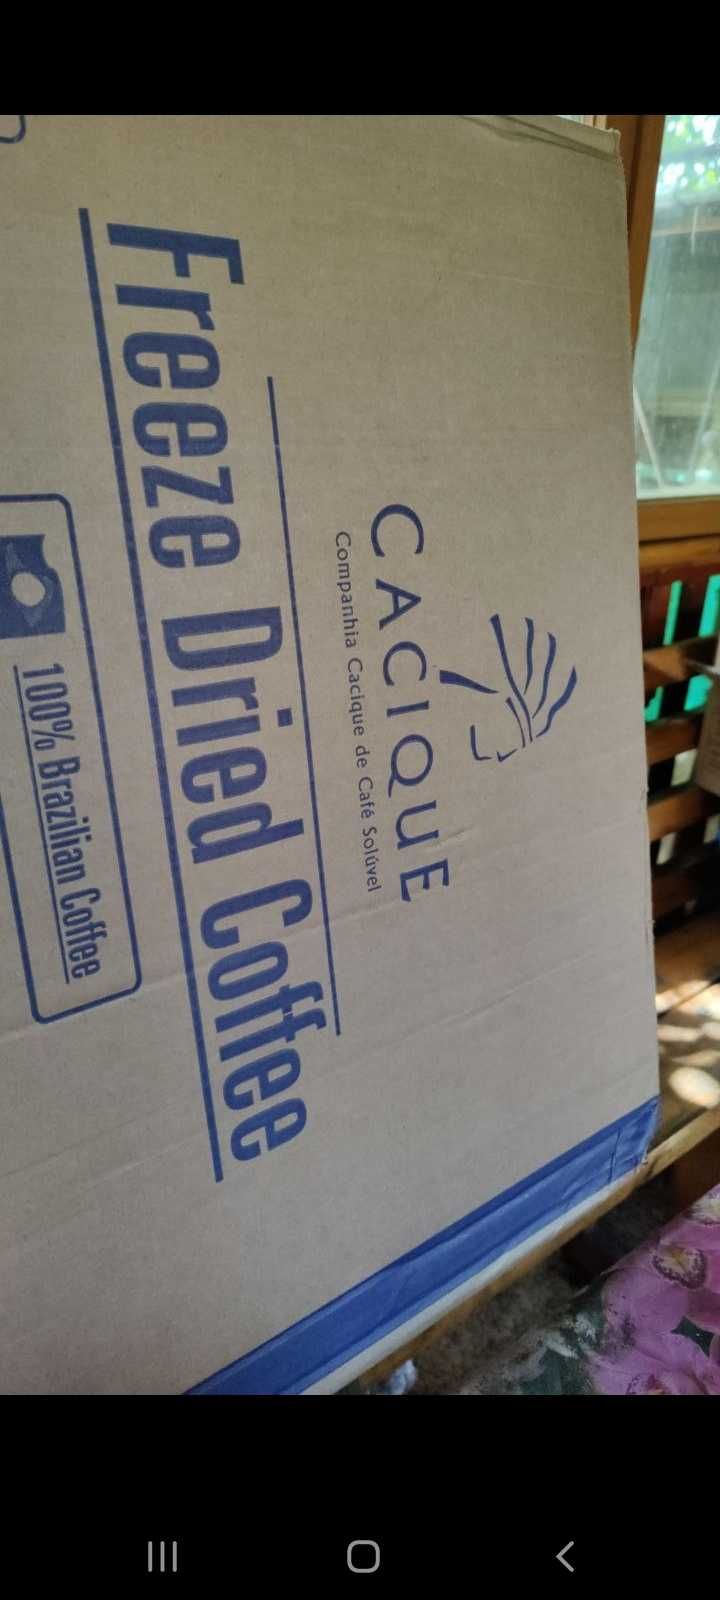 CACIQUE
Companhia Cacique de Café Solúvel
Freeze Dried Coffee
100% Brazilian Coffee